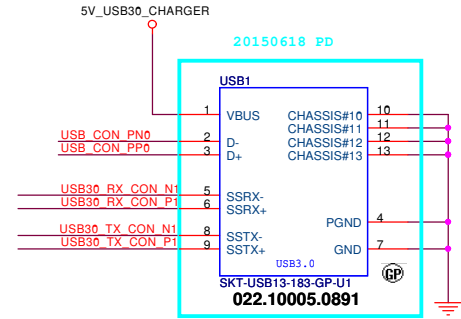 5V_USB30_CHARGER
20150618 PD
USB1
1 VBUS CHASSIS#10 10
CHASSIS#11 11
USB_CON_PN0 2 D- CHASSIS#12 12
USB_CON_PP0 3 D+ CHASSIS#13 13
USB30_RX_CON_N1 5 SSRX-
USB30_RX_CON_P1 6 SSRX+
PGND 4
USB30_TX_CON_N1 8 SSTX-
USB30_TX_CON_P1 9 SSTX+ GND 7
USB3.0
GP
SKT-USB13-183-GP-U1
022.10005.0891